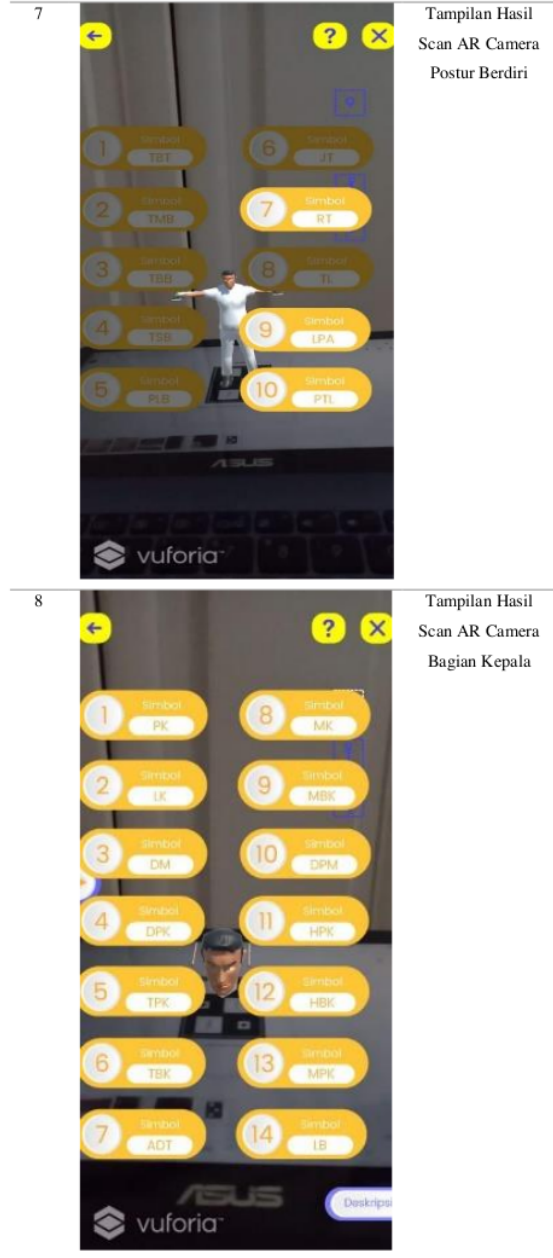 7
Tampilan Hasil
Scan AR Camera
Postur Berdiri
1 Simbol TBT
6 Simbol JT
2 Simbol TMB
7 Simbol RT
3 Simbol TBB
8 Simbol TL
4 Simbol TSB
9 Simbol LPA
5 Simbol PLB
10 Simbol PTL
ASUS
vuforia
8
Tampilan Hasil
Scan AR Camera
Bagian Kepala
1 Simbol PK
8 Simbol MK
2 Simbol LK
9 Simbol MBK
3 Simbol DM
10 Simbol DPM
4 Simbol DPK
11 Simbol HPK
5 Simbol TPK
12 Simbol HBK
6 Simbol TBK
13 Simbol MPK
7 Simbol ADT
14 Simbol LB
ASUS
Deskripsi
vuforia